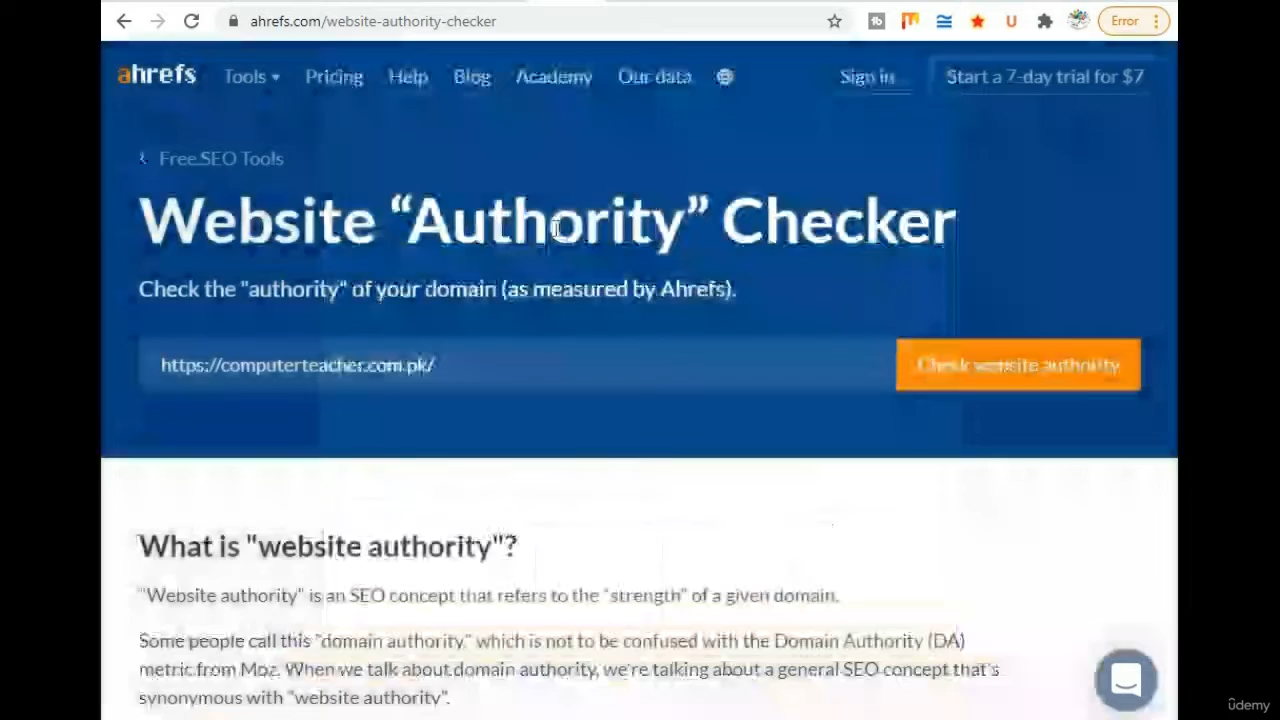 ahrefs.com/website-authority-checker
Error
ahrefs Tools Pricing Help Blog Academy Our data Sign in Start a 7-day trial for $7
Free SEO Tools
Website “Authority” Checker
Check the "authority" of your domain (as measured by Ahrefs).
https://computerteacher.com.pk/ Check website authority
What is "website authority"?
"Website authority" is an SEO concept that refers to the "strength" of a given domain.
Some people call this "domain authority," which is not to be confused with the Domain Authority (DA)
metric from Moz. When we talk about domain authority, we're talking about a general SEO concept that's
synonymous with "website authority".
ûdemy